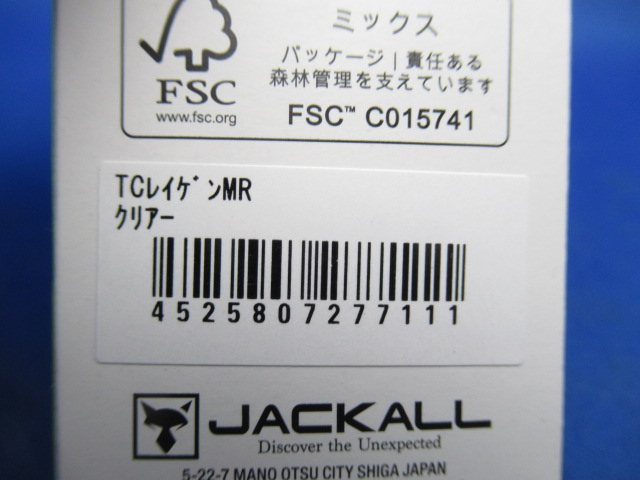 ミックス
パッケージ|責任ある
森林管理を支えています
FSC
www.fsc.org
FSC™ C015741
TCﾚｲｹﾞﾝMR
ｸﾘｱｰ
4525807277111
JACKALL
Discover the Unexpected
5-22-7 MANO OTSU CITY SHIGA JAPAN